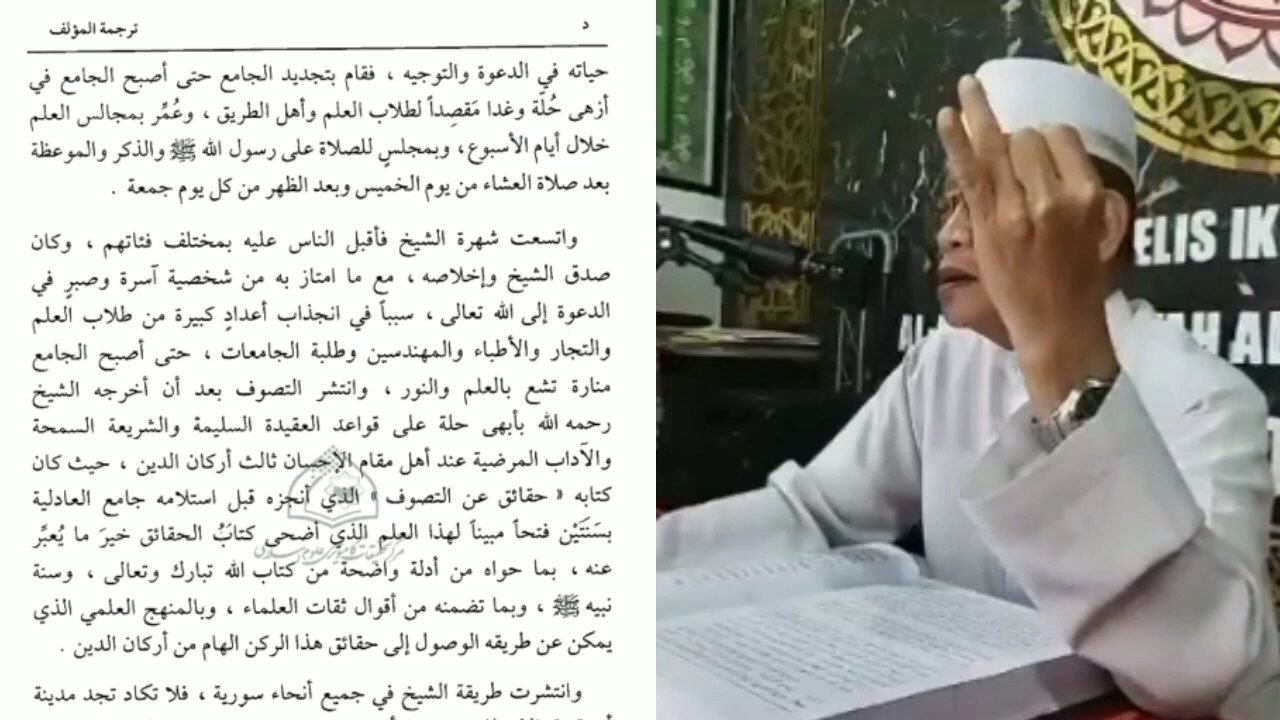 د
ترجمة المؤلف
حياته في الدعوة والتوجيه ، فقام بتجديد الجامع حتى أصبح الجامع في
أزهى حُلّة وغدا مَقصِداً لطلاب العلم وأهل الطريق ، وعُمِّر بمجالس العلم
خلال أيام الأسبوع، وبمجلسٍ للصلاة على رسول الله ﷺ والذكر والموعظة
بعد صلاة العشاء من يوم الخميس وبعد الظهر من كل يوم جمعة .
واتسعت شهرة الشيخ فأقبل الناس عليه بمختلف فئاتهم ، وكان
صدق الشيخ وإخلاصه ، مع ما امتاز به من شخصية آسرة وصبرٍ في
الدعوة إلى الله تعالى ، سبباً في انجذاب أعدادٍ كبيرة من طلاب العلم
والتجار والأطباء والمهندسين وطلبة الجامعات ، حتى أصبح الجامع
منارة تشع بالعلم والنور ، وانتشر التصوف بعد أن أخرجه الشيخ
رحمه الله بأبهى حلة على قواعد العقيدة السليمة والشريعة السمحة
والآداب المرضية عند أهل مقام الإحسان ثالث أركان الدين ، حيث كان
كتابه « حقائق عن التصوف » الذي أنجزه قبل استلامه جامع العادلية
بسَنَتَيْن فتحاً مبيناً لهذا العلم الذي أضحى كتابُ الحقائق خيرَ ما يُعبِّر
عنه ، بما حواه من أدلة واضحة من كتاب الله تبارك وتعالى ، وسنة
نبيه ﷺ ، وبما تضمنه من أقوال ثقات العلماء ، وبالمنهج العلمي الذي
يمكن عن طريقه الوصول إلى حقائق هذا الركن الهام من أركان الدين .
وانتشرت طريقة الشيخ في جميع أنحاء سورية ، فلا تكاد تجد مدينة
ELIS IK
AL
AH AL